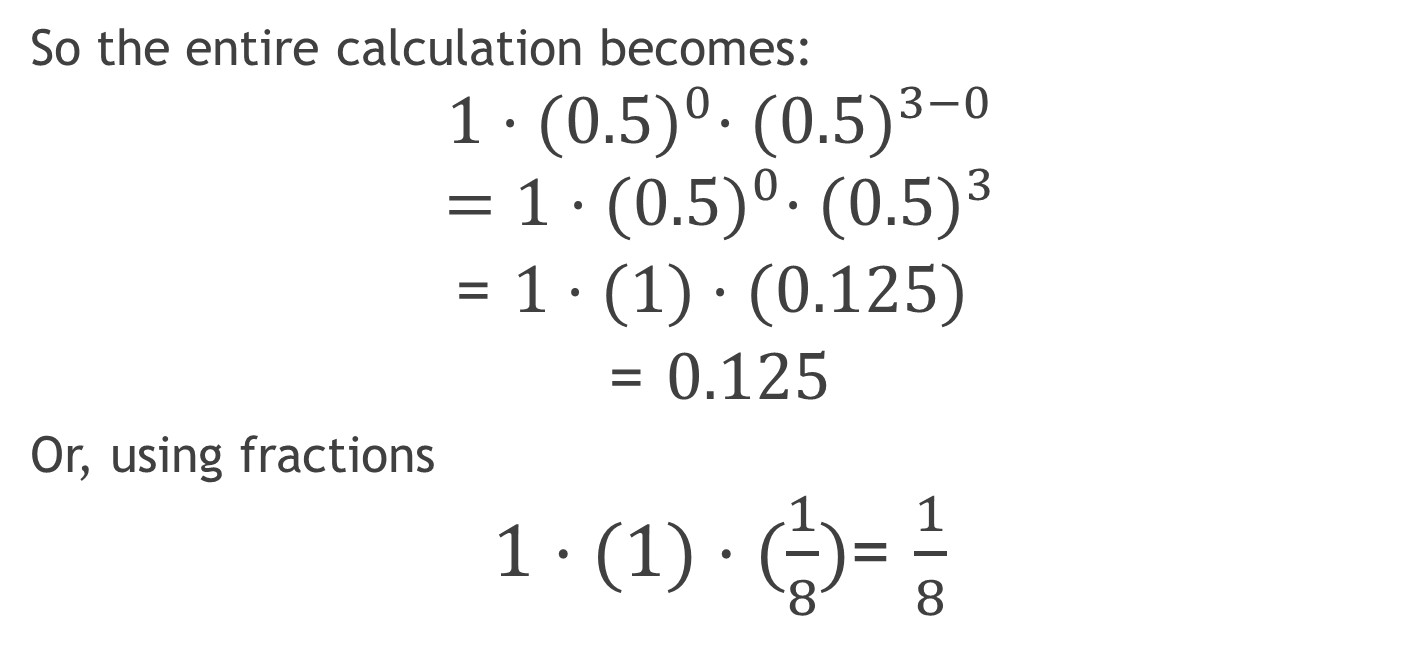 So the entire calculation becomes:
1 · (0.5)⁰· (0.5)³⁻⁰
= 1 · (0.5)⁰· (0.5)³
= 1 · (1) · (0.125)
= 0.125
Or, using fractions
1 · (1) · (1/8)= 1/8